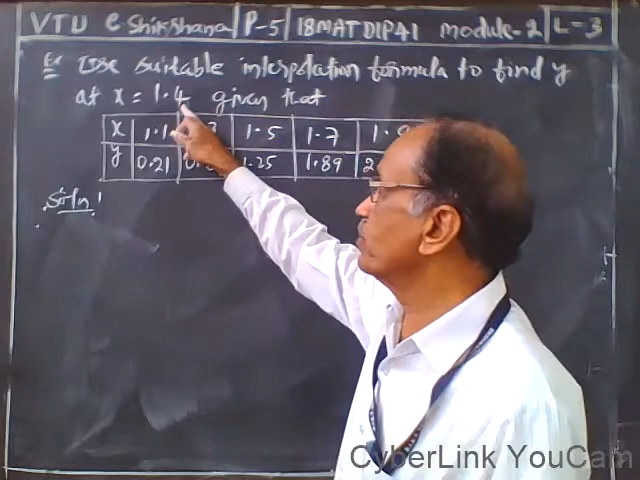 VTU e Shikshana P-5 18MATDIP41 module-2 L-3
Ex Use suitable interpolation formula to find y
at x = 1.4 given that
x 1.1 1.5 1.7
y 0.21 1.25 1.89
Soln:
CyberLink YouCam